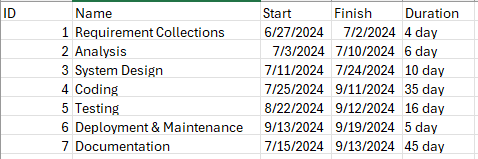 ID Name Start Finish Duration
1 Requirement Collections 6/27/2024 7/2/2024 4 day
2 Analysis 7/3/2024 7/10/2024 6 day
3 System Design 7/11/2024 7/24/2024 10 day
4 Coding 7/25/2024 9/11/2024 35 day
5 Testing 8/22/2024 9/12/2024 16 day
6 Deployment & Maintenance 9/13/2024 9/19/2024 5 day
7 Documentation 7/15/2024 9/13/2024 45 day